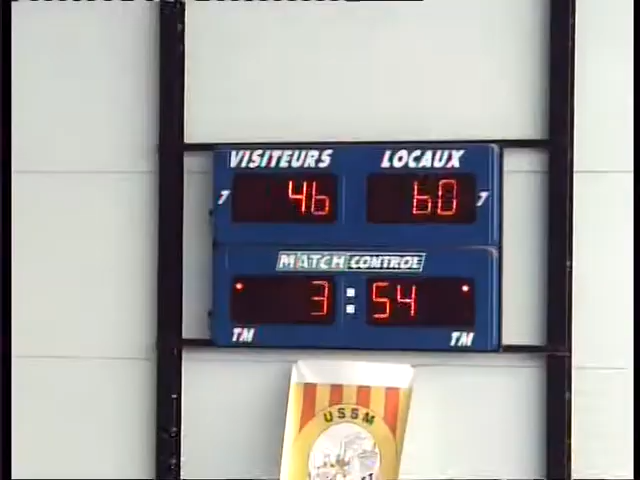 VISITEURS LOCAUX
7 46 60 7
MATCH CONTROL
3:54
TM TM
USSM